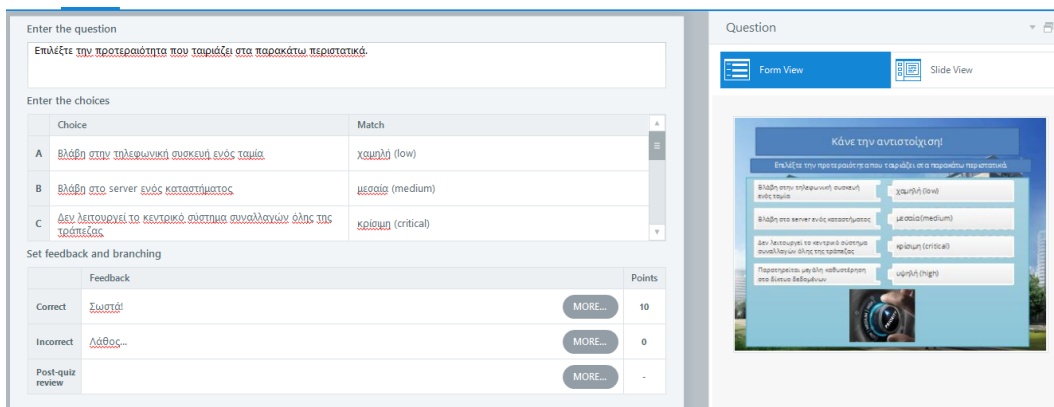 Enter the question
Επιλέξτε την προτεραιότητα που ταιριάζει στα παρακάτω περιστατικά.
Enter the choices
Choice Match
A Βλάβη στην τηλεφωνική συσκευή ενός ταμία χαμηλή (low)
B Βλάβη στο server ενός καταστήματος μεσαία (medium)
C Δεν λειτουργεί το κεντρικό σύστημα συναλλαγών όλης της
τράπεζας κρίσιμη (critical)
Set feedback and branching
Feedback Points
Correct Σωστά! MORE... 10
Incorrect Λάθος... MORE... 0
Post-quiz
review MORE... -
Question
Form View Slide View
Κάνε την αντιστοίχιση!
Επιλέξτε την προτεραιότητα που ταιριάζει στα παρακάτω περιστατικά.
Βλάβη στην τηλεφωνική συσκευή
ενός ταμία χαμηλή (low)
Βλάβη στο server ενός καταστήματος μεσαία (medium)
Δεν λειτουργεί το κεντρικό σύστημα
συναλλαγών όλης της τράπεζας κρίσιμη (critical)
Παρατηρείται μεγάλη καθυστέρηση
στο δίκτυο δεδομένων υψηλή (high)